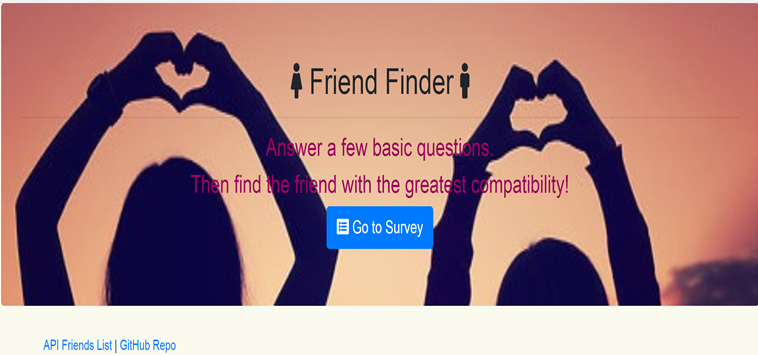 Friend Finder
Answer a few basic questions.
Then find the friend with the greatest compatibility!
Go to Survey
API Friends List | GitHub Repo